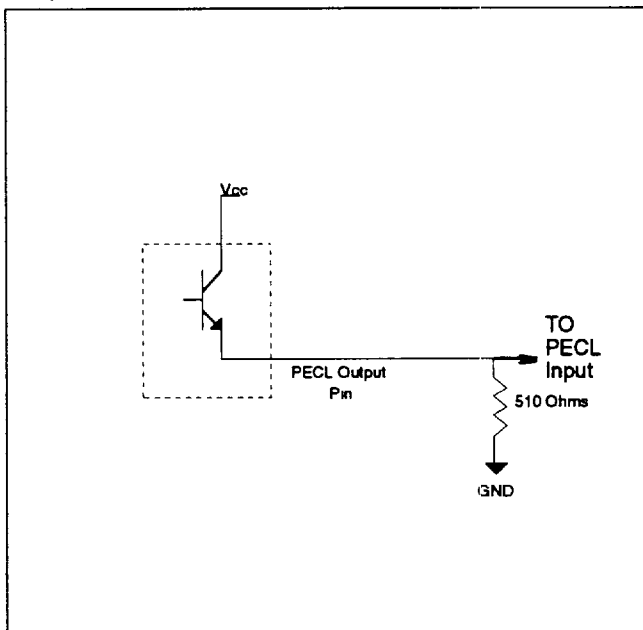 Vcc
TO
PECL
Input
PECL Output
Pin
510 Ohms
GND